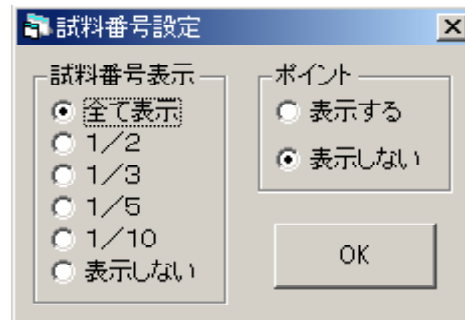 試料番号設定
試料番号表示
全て表示
1／2
1／3
1／5
1／10
表示しない
ポイント
表示する
表示しない
OK